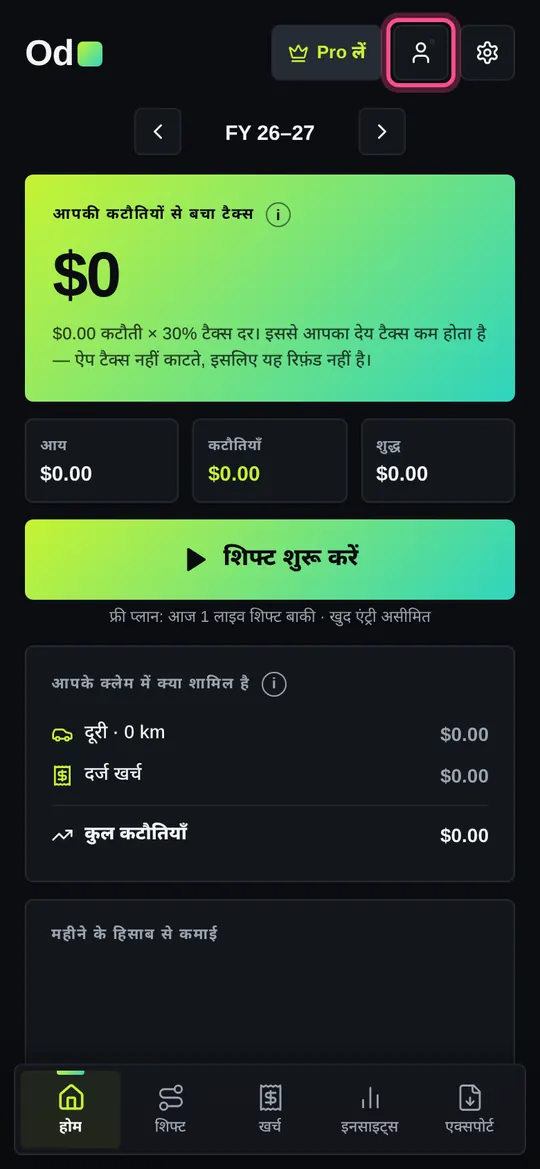 Od
Pro लें
FY 26–27
आपकी कटौतियों से बचा टैक्स
$0
$0.00 कटौती × 30% टैक्स दर। इससे आपका देय टैक्स कम होता है
— ऐप टैक्स नहीं काटते, इसलिए यह रिफ़ंड नहीं है।
आय
$0.00
कटौतियाँ
$0.00
शुद्ध
$0.00
शिफ्ट शुरू करें
फ्री प्लान: आज 1 लाइव शिफ्ट बाकी · खुद एंट्री असीमित
आपके क्लेम में क्या शामिल है
दूरी · 0 km
$0.00
दर्ज खर्च
$0.00
कुल कटौतियाँ
$0.00
महीने के हिसाब से कमाई
होम
शिफ्ट
खर्च
इनसाइट्स
एक्सपोर्ट